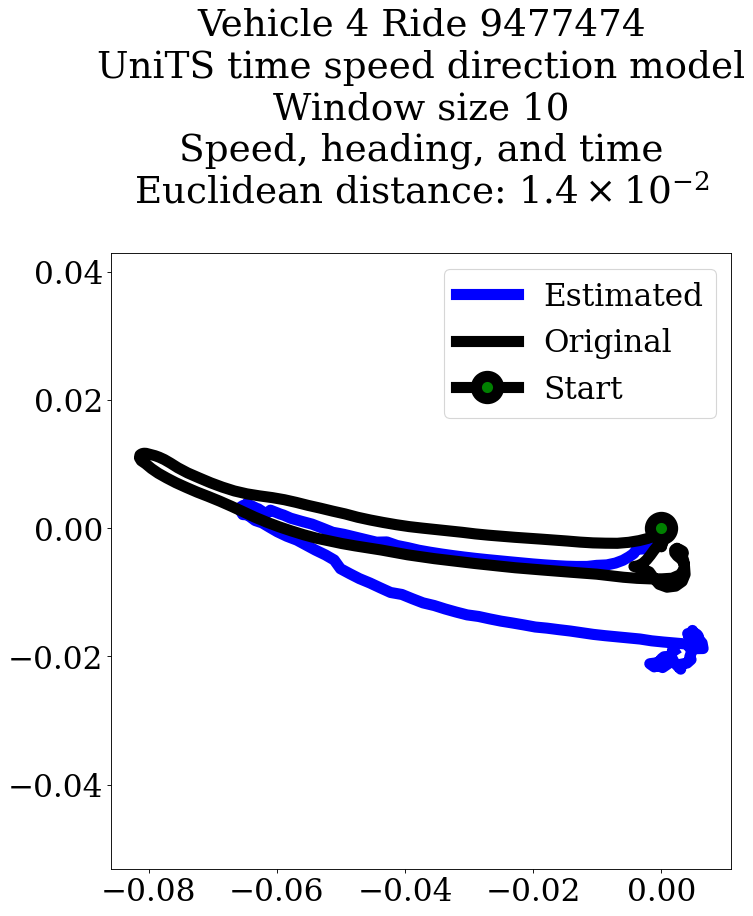 Vehicle 4 Ride 9477474
UniTS time speed direction model
Window size 10
Speed, heading, and time
Euclidean distance: 1.4 × 10⁻²
Estimated
Original
Start
0.04
0.02
0.00
−0.02
−0.04
−0.08 −0.06 −0.04 −0.02 0.00